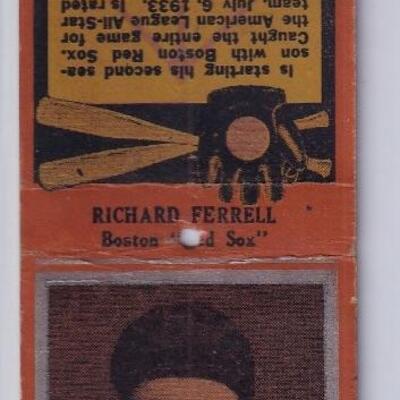 Is starting his second sea-
son with Boston Red Sox.
Caught the entire game for
the American League All-Star
team, July 6, 1933. Is rated
RICHARD FERRELL
Boston "Red Sox"